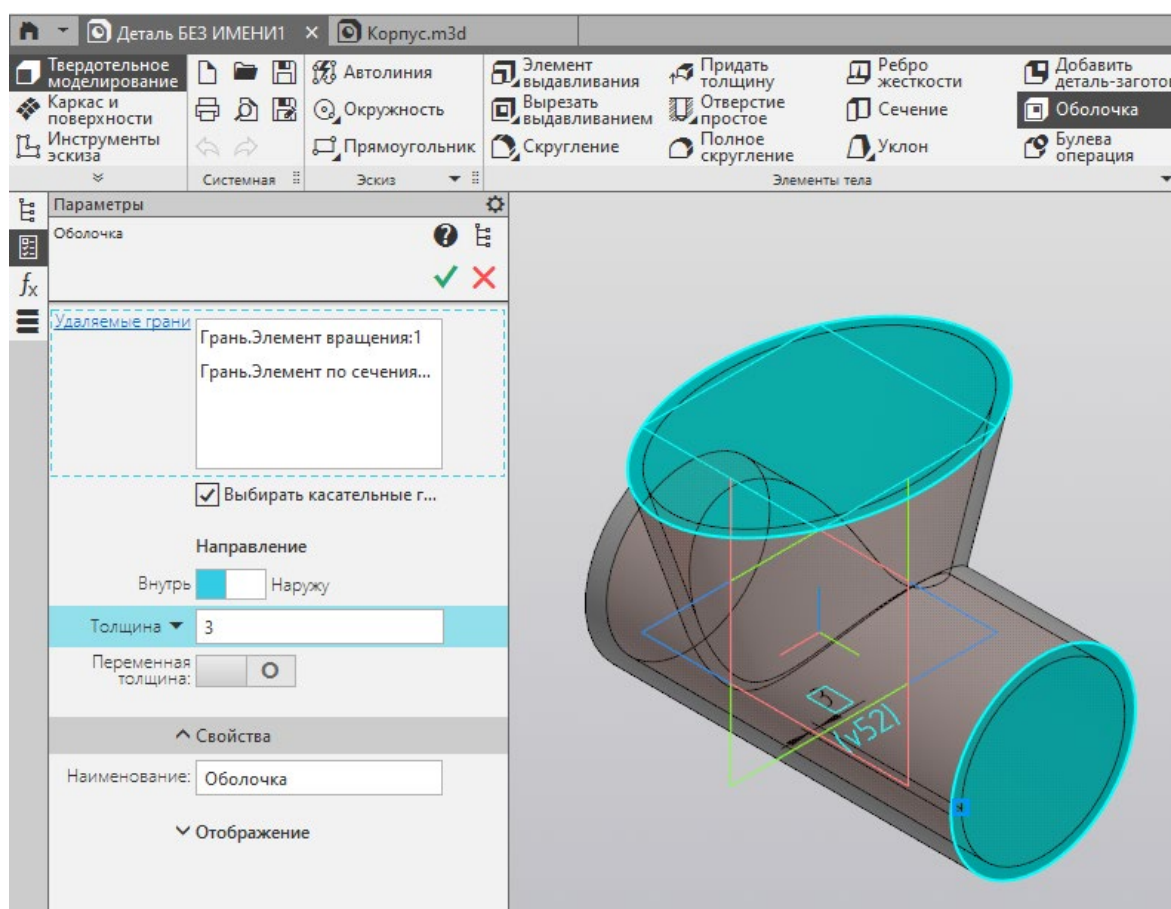 Деталь БЕЗ ИМЕНИ1
Корпус.m3d
Твердотельное
моделирование
Каркас и
поверхности
Инструменты
эскиза
Системная
Автолиния
Окружность
Прямоугольник
Эскиз
Элемент
выдавливания
Вырезать
выдавливанием
Скругление
Придать
толщину
Отверстие
простое
Полное
скругление
Ребро
жесткости
Сечение
Уклон
Добавить
деталь-загото
Оболочка
Булева
операция
Элементы тела
Параметры
Оболочка
Удаляемые грани
Грань.Элемент вращения:1
Грань.Элемент по сечения...
Выбирать касательные г...
Направление
Внутрь
Наружу
Толщина
3
Переменная
толщина:
Свойства
Наименование:
Оболочка
Отображение
3
(v52)